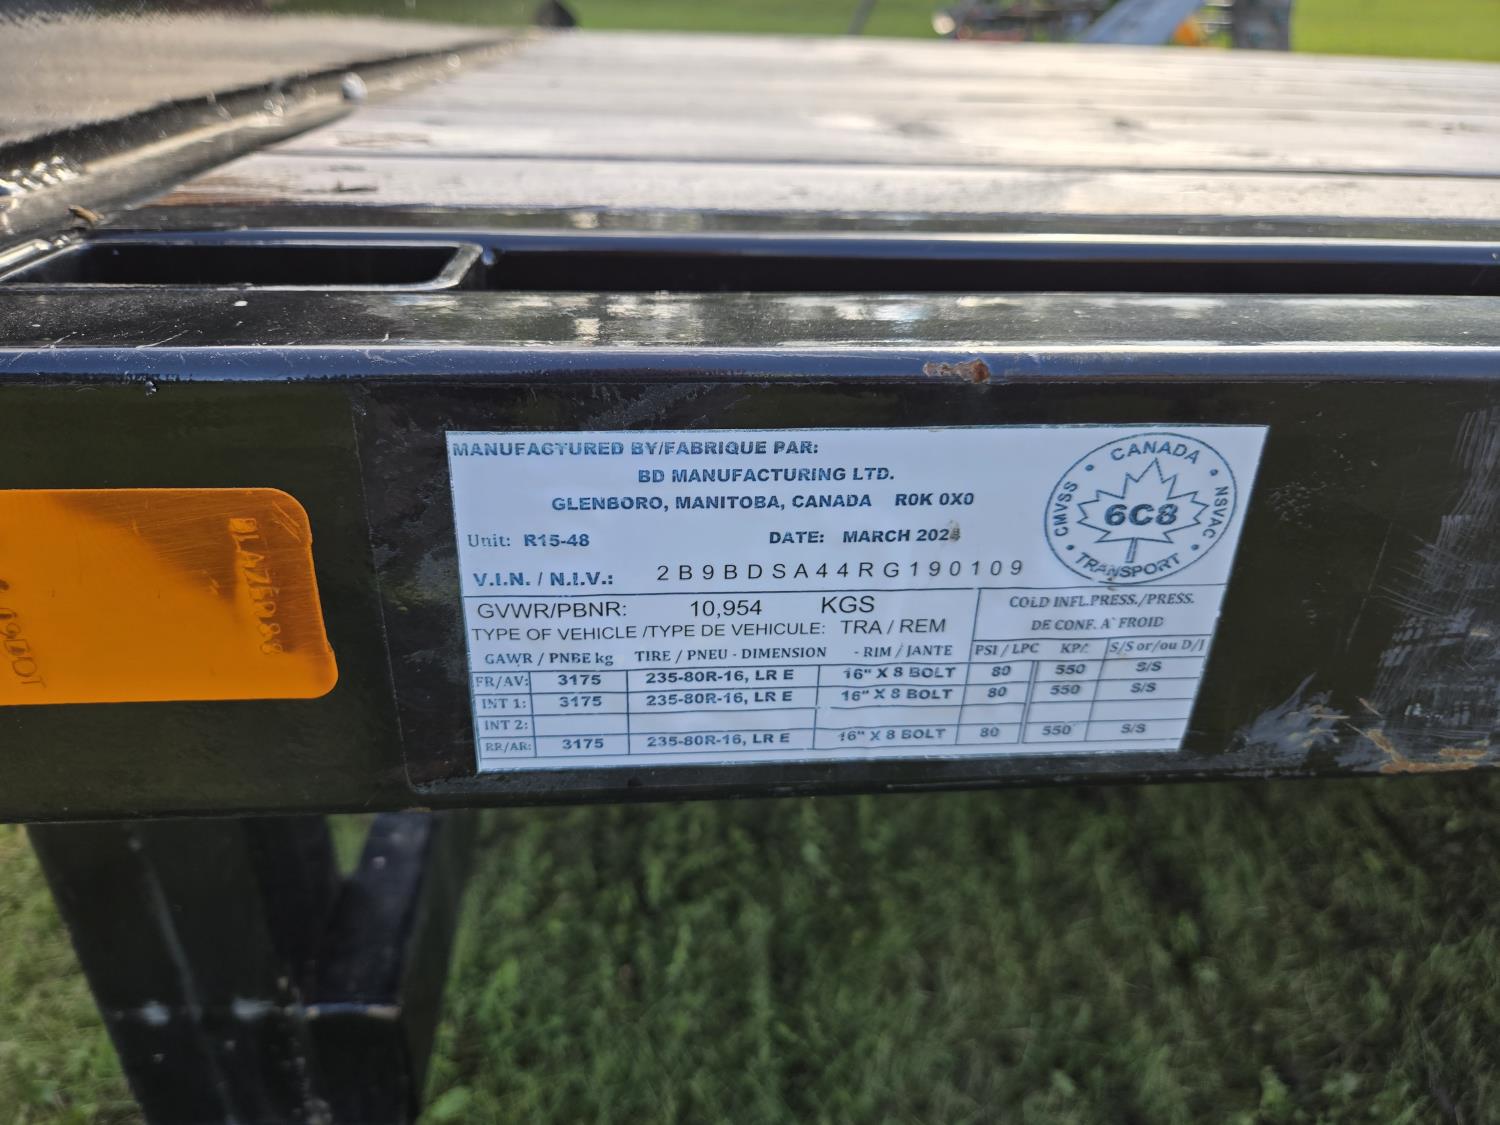 MANUFACTURED BY/FABRIQUE PAR:
BD MANUFACTURING LTD.
GLENBORO, MANITOBA, CANADA R0K 0X0
Unit: R15-48 DATE: MARCH 2024
V.I.N. / N.I.V.: 2B9BDSA44RG190109
CANADA
CMVSS
6C8
NSVAC
TRANSPORT
GVWR/PBNR: 10,954 KGS
COLD INFL.PRESS./PRESS.
DE CONF. A` FROID
TYPE OF VEHICLE /TYPE DE VEHICULE: TRA / REM
GAWR / PNBE kg TIRE / PNEU - DIMENSION - RIM / JANTE PSI / LPC KPA S/S or/ou D/J
FR/AV: 3175 235-80R-16, LR E 16" X 8 BOLT 80 550 S/S
INT 1: 3175 235-80R-16, LR E 16" X 8 BOLT 80 550 S/S
INT 2:
RR/AR: 3175 235-80R-16, LR E 16" X 8 BOLT 80 550 S/S